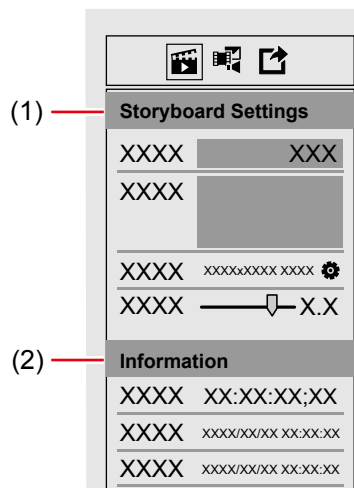 (1) Storyboard Settings
XXXX XXX
XXXX
XXXX XXXXxXXXX XXXX
XXXX X.X
(2) Information
XXXX XX:XX:XX;XX
XXXX XXXX/XX/XX XX:XX:XX
XXXX XXXX/XX/XX XX:XX:XX